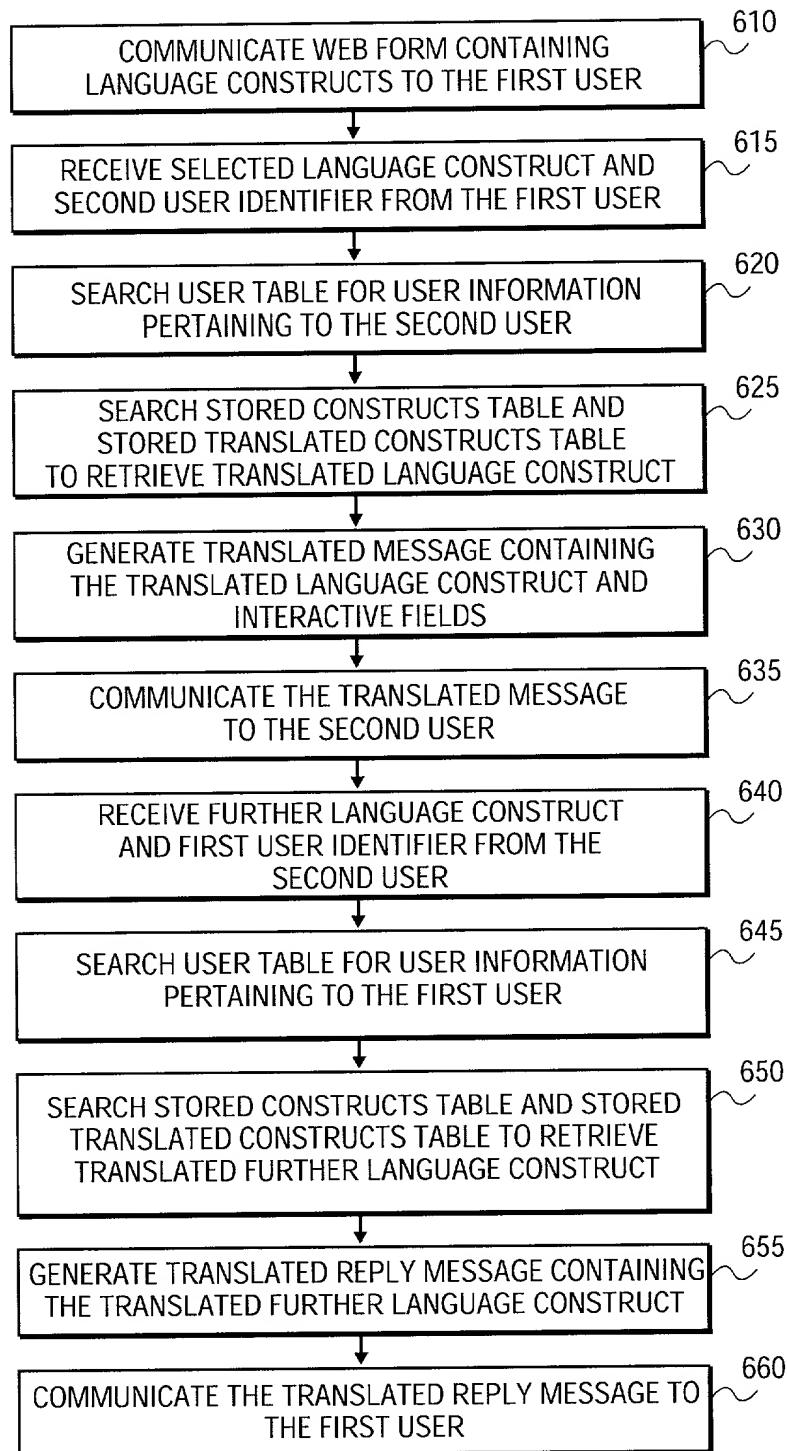 610
COMMUNICATE WEB FORM CONTAINING
LANGUAGE CONSTRUCTS TO THE FIRST USER
615
RECEIVE SELECTED LANGUAGE CONSTRUCT AND
SECOND USER IDENTIFIER FROM THE FIRST USER
620
SEARCH USER TABLE FOR USER INFORMATION
PERTAINING TO THE SECOND USER
625
SEARCH STORED CONSTRUCTS TABLE AND
STORED TRANSLATED CONSTRUCTS TABLE
TO RETRIEVE TRANSLATED LANGUAGE CONSTRUCT
630
GENERATE TRANSLATED MESSAGE CONTAINING
THE TRANSLATED LANGUAGE CONSTRUCT AND
INTERACTIVE FIELDS
635
COMMUNICATE THE TRANSLATED MESSAGE
TO THE SECOND USER
640
RECEIVE FURTHER LANGUAGE CONSTRUCT
AND FIRST USER IDENTIFIER FROM THE
SECOND USER
645
SEARCH USER TABLE FOR USER INFORMATION
PERTAINING TO THE FIRST USER
650
SEARCH STORED CONSTRUCTS TABLE AND STORED
TRANSLATED CONSTRUCTS TABLE TO RETRIEVE
TRANSLATED FURTHER LANGUAGE CONSTRUCT
655
GENERATE TRANSLATED REPLY MESSAGE CONTAINING
THE TRANSLATED FURTHER LANGUAGE CONSTRUCT
660
COMMUNICATE THE TRANSLATED REPLY MESSAGE TO
THE FIRST USER